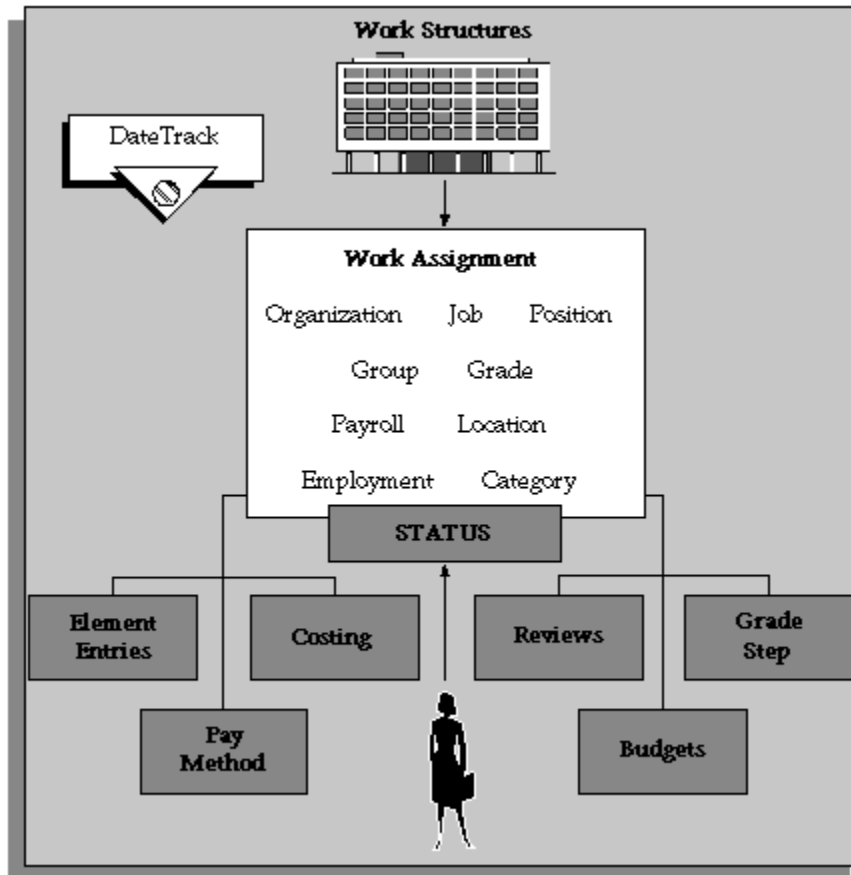 Work Structures
DateTrack
Work Assignment
Organization Job Position
Group Grade
Payroll Location
Employment Category
STATUS
Element
Entries
Costing
Reviews
Grade
Step
Pay
Method
Budgets